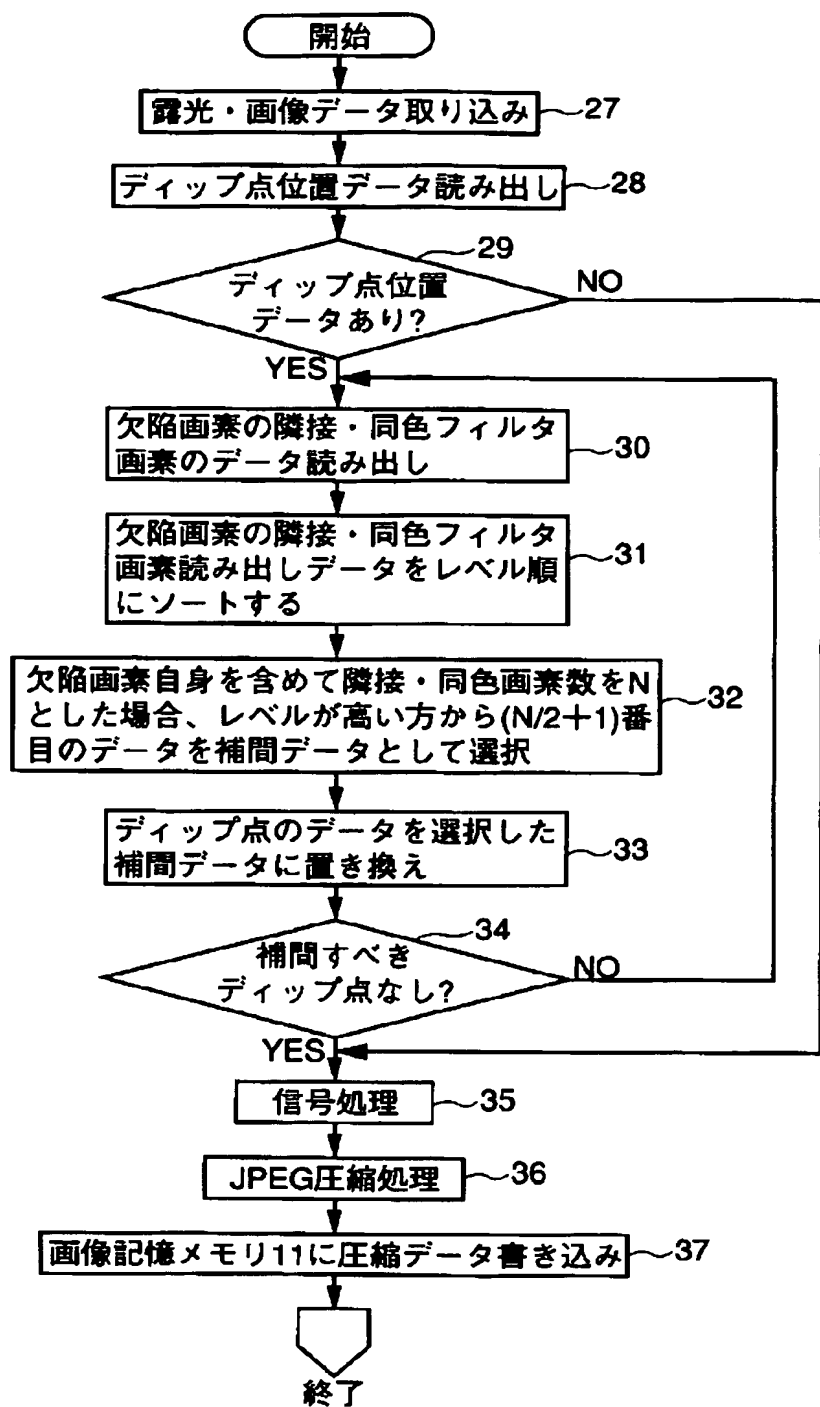 開始
露光・画像データ取り込み
27
ディップ点位置データ読み出し
28
29
ディップ点位置
データあり?
NO
YES
欠陥画素の隣接・同色フィルタ
画素のデータ読み出し
30
欠陥画素の隣接・同色フィルタ
画素読み出しデータをレベル順
にソートする
31
欠陥画素自身を含めて隣接・同色画素数をN
とした場合、レベルが高い方から(N/2+1)番
目のデータを補間データとして選択
32
ディップ点のデータを選択した
補間データに置き換え
33
34
補間すべき
ディップ点なし?
NO
YES
信号処理
35
JPEG圧縮処理
36
画像記憶メモリ11に圧縮データ書き込み
37
終了